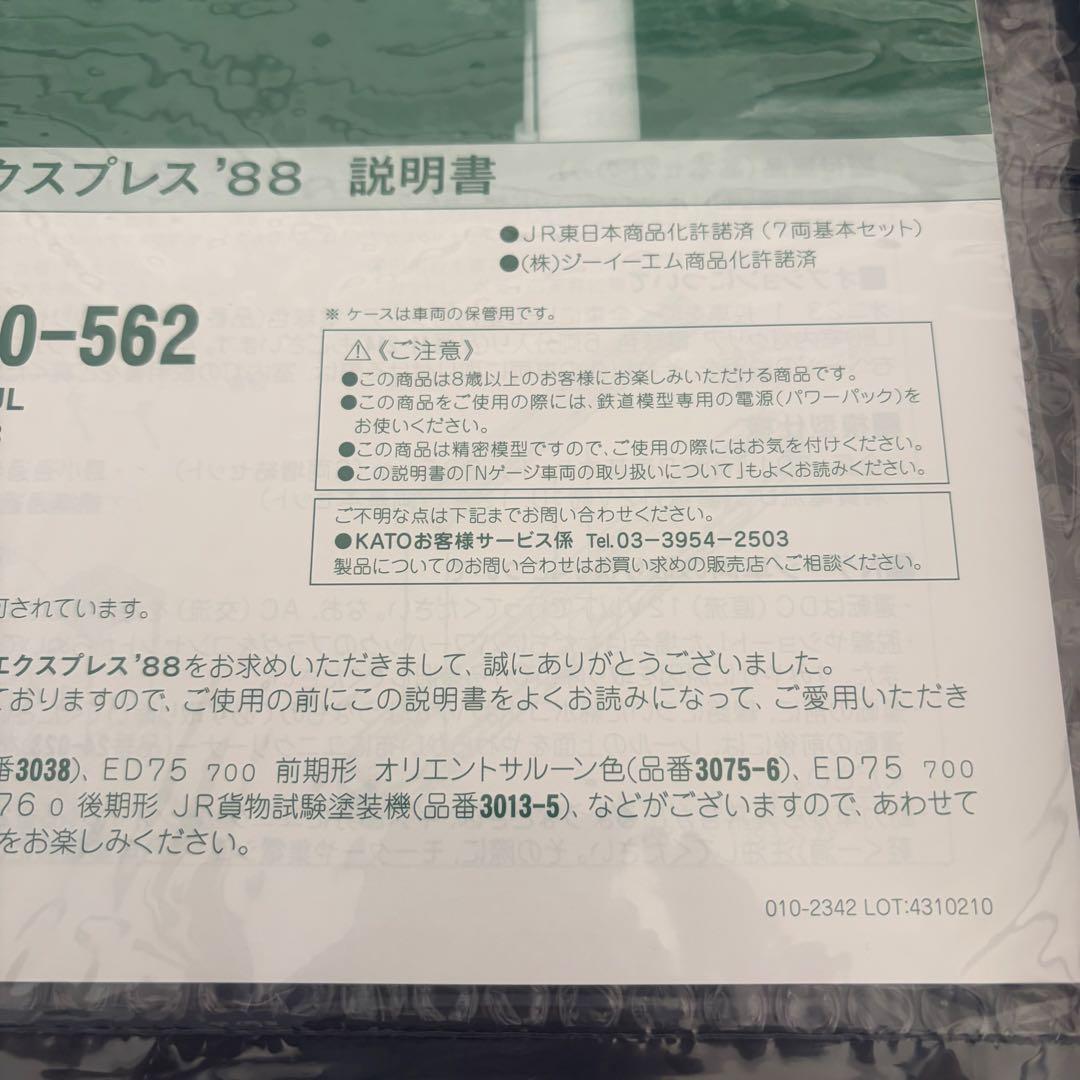 クスプレス '88 説明書
●JR東日本商品化許諾済(7両基本セット)
●(株)ジーイーエム商品化許諾済
0-562
※ ケースは車両の保管用です。
⚠《ご注意》
●この商品は8歳以上のお客様にお楽しみいただける商品です。
●この商品をご使用の際には、鉄道模型専用の電源(パワーパック)を
お使いください。
●この商品は精密模型ですので、ご使用の際にはお気を付けください。
●この説明書の「Nゲージ車両の取り扱いについて」もよくお読みください。
ご不明な点は下記までお問い合わせください。
●KATOお客様サービス係 Tel.03-3954-2503
製品についてのお問い合わせはお買い求めの販売店へご相談ください。
可されています。
エクスプレス'88をお求めいただきまして、誠にありがとうございました。
ておりますので、ご使用の前にこの説明書をよくお読みになって、ご愛用いただき
番3038)、ED75 700 前期形 オリエントサルーン色(品番3075-6)、ED75 700
76 0 後期形 JR貨物試験塗装機(品番3013-5)、などがございますので、あわせて
をお楽しみください。
010-2342 LOT:4310210